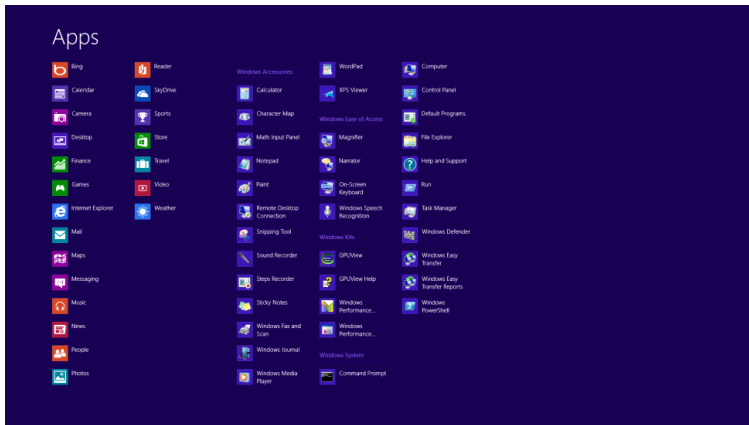 Apps
Bing
Calendar
Camera
Desktop
Finance
Games
Internet Explorer
Mail
Maps
Messaging
Music
News
People
Photos
Reader
SkyDrive
Sports
Store
Travel
Video
Weather
Windows Accessories
Calculator
Character Map
Math Input Panel
Notepad
Paint
Remote Desktop
Connection
Snipping Tool
Sound Recorder
Steps Recorder
Sticky Notes
Windows Fax and
Scan
Windows Journal
Windows Media
Player
WordPad
XPS Viewer
Windows Ease of Access
Magnifier
Narrator
On-Screen
Keyboard
Windows Speech
Recognition
Windows Kits
GPUView
GPUView Help
Windows
Performance...
Windows
Performance...
Windows System
Command Prompt
Computer
Control Panel
Default Programs
File Explorer
Help and Support
Run
Task Manager
Windows Defender
Windows Easy
Transfer
Windows Easy
Transfer Reports
Windows
PowerShell